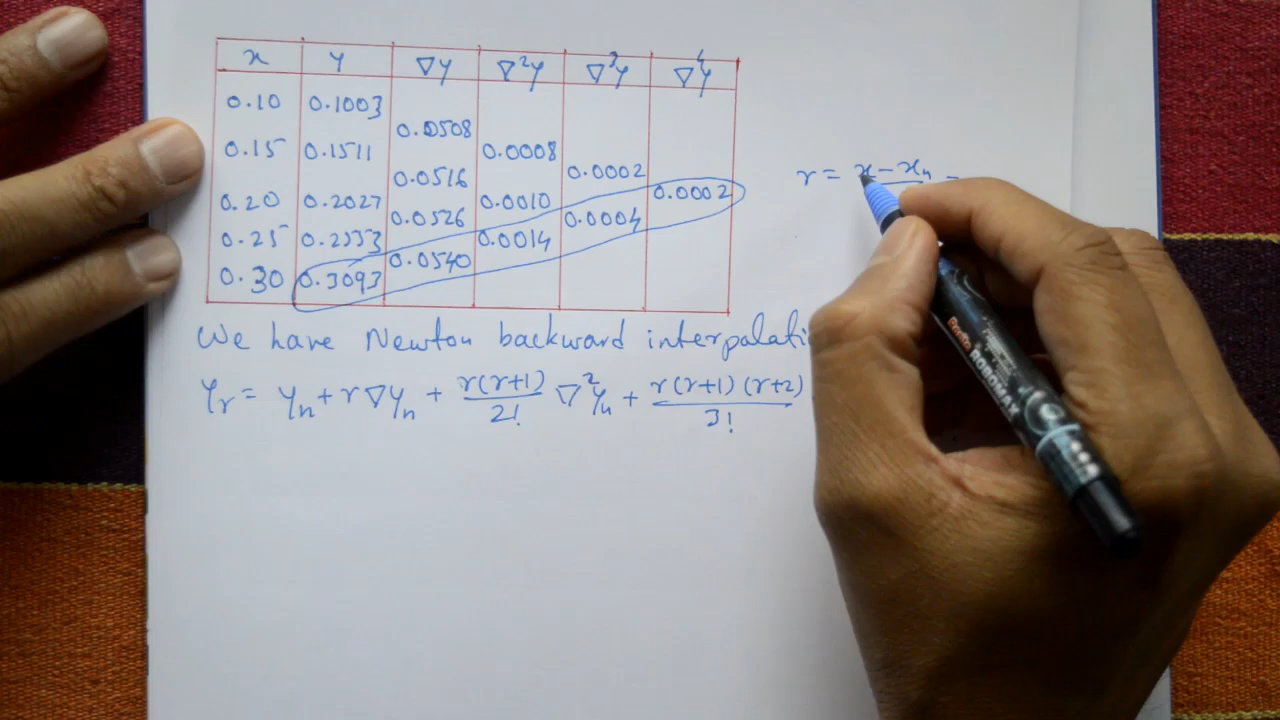 x y ∇y ∇²y ∇³y ∇⁴y
0.10 0.1003
0.0508
0.15 0.1511 0.0008
0.0516 0.0002
0.20 0.2027 0.0010 0.0002
0.0526 0.0004
0.25 0.2553 0.0014
0.0540
0.30 0.3093
r = x - xₙ =
We have Newton backward interpolati
yᵣ = yₙ + r∇yₙ + r(r+1)/2! ∇²yₙ + r(r+1)(r+2)/3!
ROBOMAX